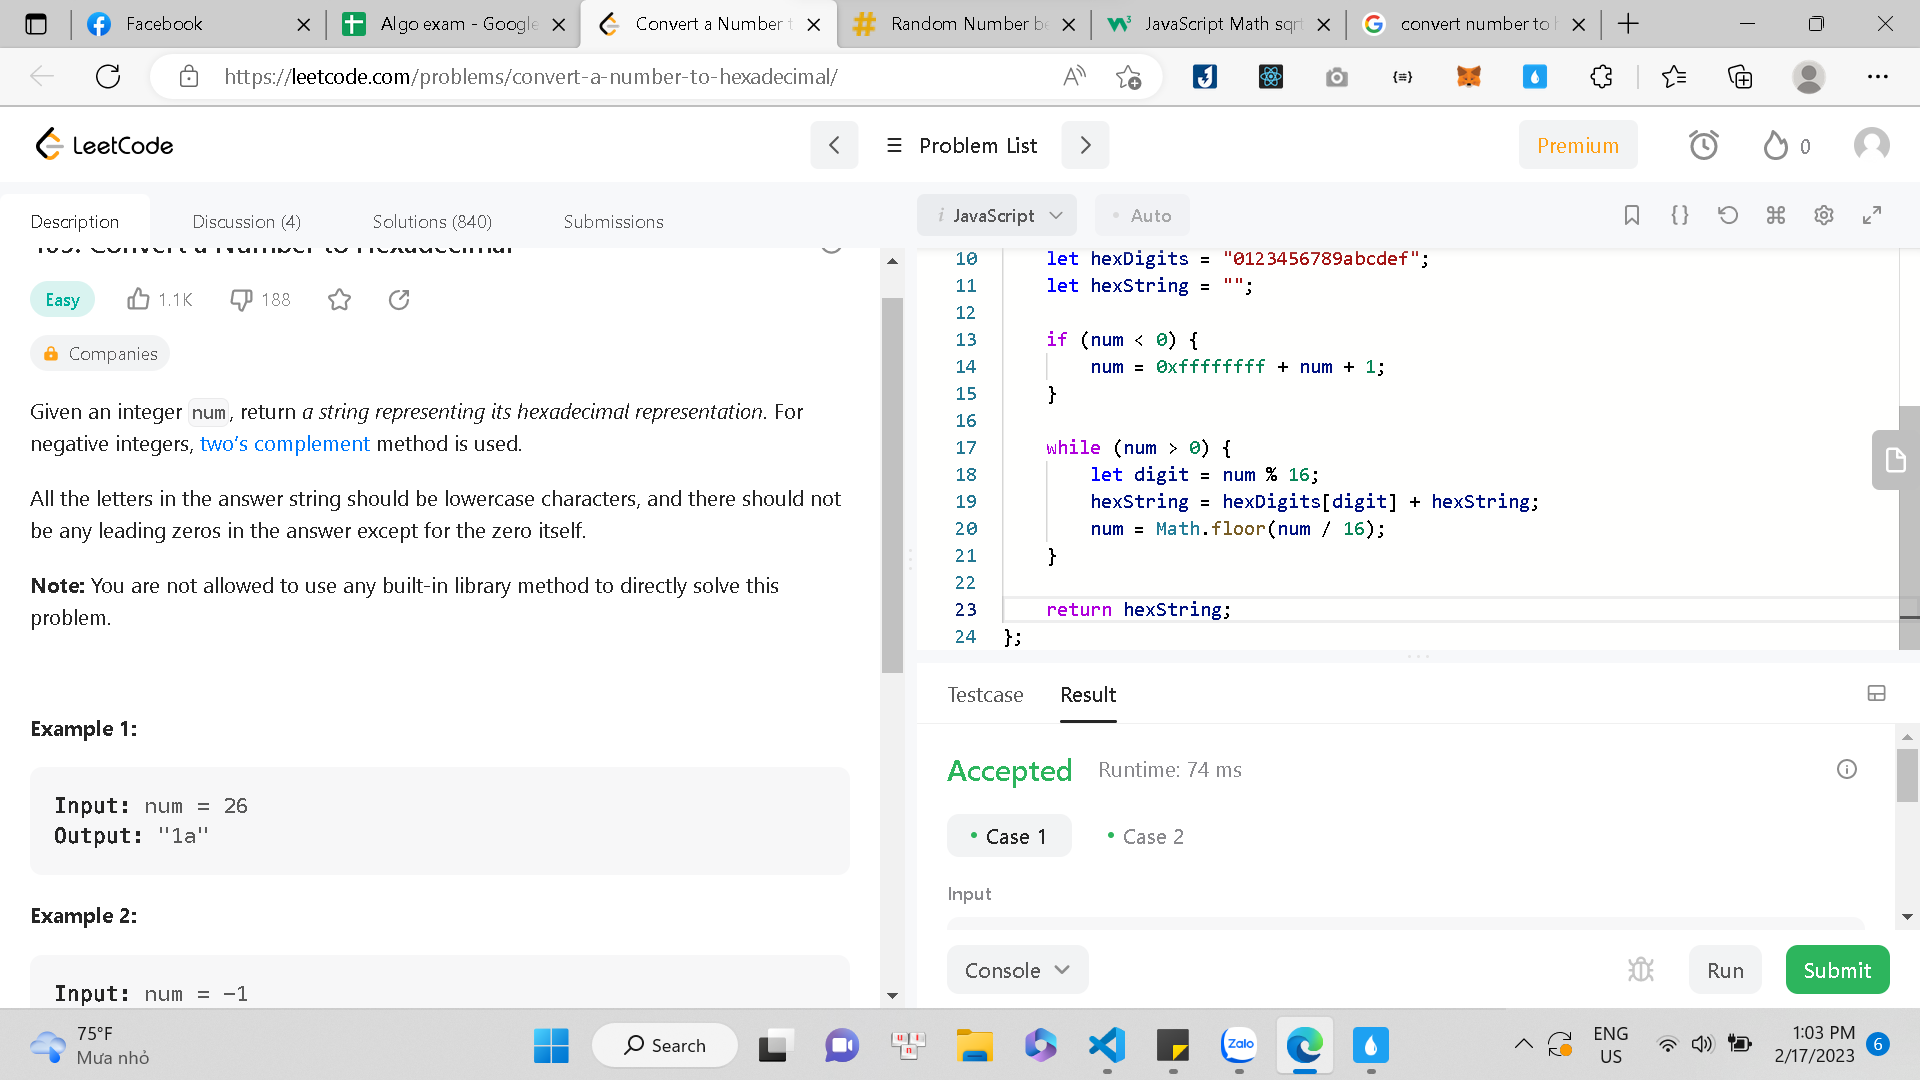 Facebook
Algo exam - Google
Convert a Number t
Random Number be
JavaScript Math sqrt
convert number to h
https://leetcode.com/problems/convert-a-number-to-hexadecimal/
LeetCode
Problem List
Premium
0
Description
Discussion (4)
Solutions (840)
Submissions
405. Convert a Number to Hexadecimal
Easy
1.1K
188
Companies
Given an integer num, return a string representing its hexadecimal representation. For
negative integers, two's complement method is used.
All the letters in the answer string should be lowercase characters, and there should not
be any leading zeros in the answer except for the zero itself.
Note: You are not allowed to use any built-in library method to directly solve this
problem.
Example 1:
Input: num = 26
Output: "1a"
Example 2:
Input: num = -1
i JavaScript
• Auto
10 let hexDigits = "0123456789abcdef";
11 let hexString = "";
12
13 if (num < 0) {
14 num = 0xffffffff + num + 1;
15 }
16
17 while (num > 0) {
18 let digit = num % 16;
19 hexString = hexDigits[digit] + hexString;
20 num = Math.floor(num / 16);
21 }
22
23 return hexString;
24 };
Testcase
Result
Accepted
Runtime: 74 ms
• Case 1
• Case 2
Input
Console
Run
Submit
75°F
Mưa nhỏ
Search
Zalo
ENG
US
1:03 PM
2/17/2023
6